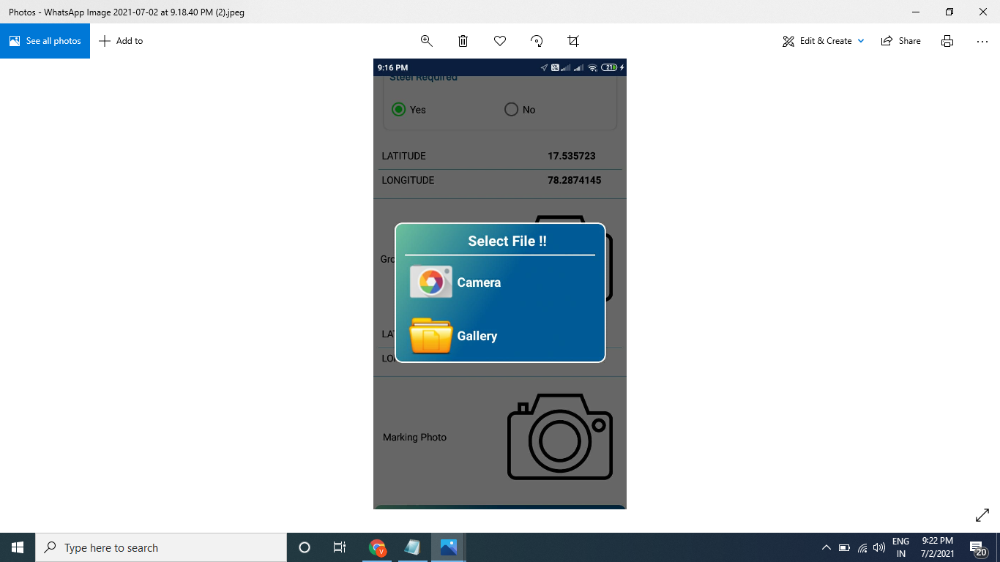 Photos - WhatsApp Image 2021-07-02 at 9.18.40 PM (2).jpeg
See all photos
Add to
Edit & Create
Share
9:16 PM
21
Steel Required
Yes
No
LATITUDE 17.535723
LONGITUDE 78.2874145
Select File !!
Gro
Camera
LA
Gallery
LO
Marking Photo
Type here to search
V
ENG
IN
9:22 PM
7/2/2021
20